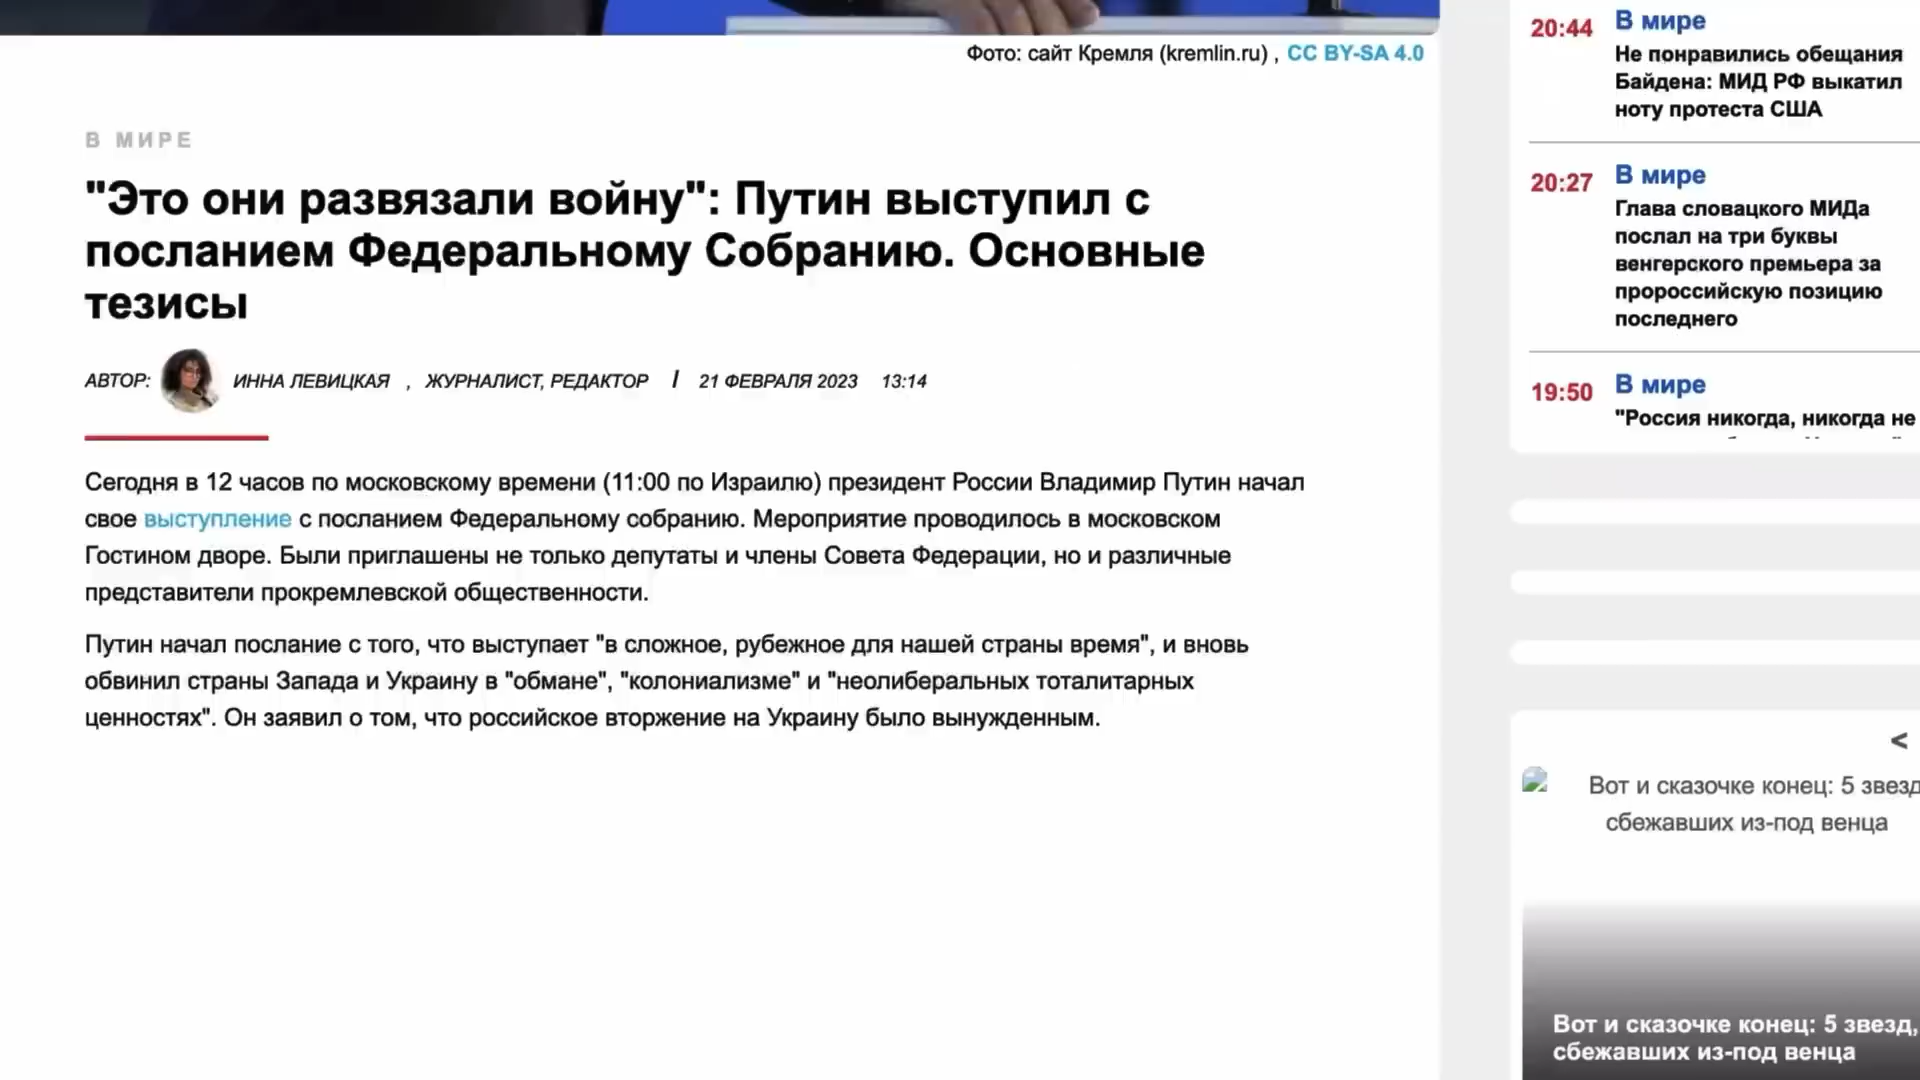 Фото: сайт Кремля (kremlin.ru) , CC BY-SA 4.0
В МИРЕ
"Это они развязали войну": Путин выступил с
посланием Федеральному Собранию. Основные
тезисы
АВТОР: ИННА ЛЕВИЦКАЯ , ЖУРНАЛИСТ, РЕДАКТОР / 21 ФЕВРАЛЯ 2023 13:14
Сегодня в 12 часов по московскому времени (11:00 по Израилю) президент России Владимир Путин начал
свое выступление с посланием Федеральному собранию. Мероприятие проводилось в московском
Гостином дворе. Были приглашены не только депутаты и члены Совета Федерации, но и различные
представители прокремлевской общественности.
Путин начал послание с того, что выступает "в сложное, рубежное для нашей страны время", и вновь
обвинил страны Запада и Украину в "обмане", "колониализме" и "неолиберальных тоталитарных
ценностях". Он заявил о том, что российское вторжение на Украину было вынужденным.
20:44 В мире
Не понравились обещания
Байдена: МИД РФ выкатил
ноту протеста США
20:27 В мире
Глава словацкого МИДа
послал на три буквы
венгерского премьера за
пророссийскую позицию
последнего
19:50 В мире
"Россия никогда, никогда не
<
Вот и сказочке конец: 5 звезд
сбежавших из-под венца
Вот и сказочке конец: 5 звезд,
сбежавших из-под венца